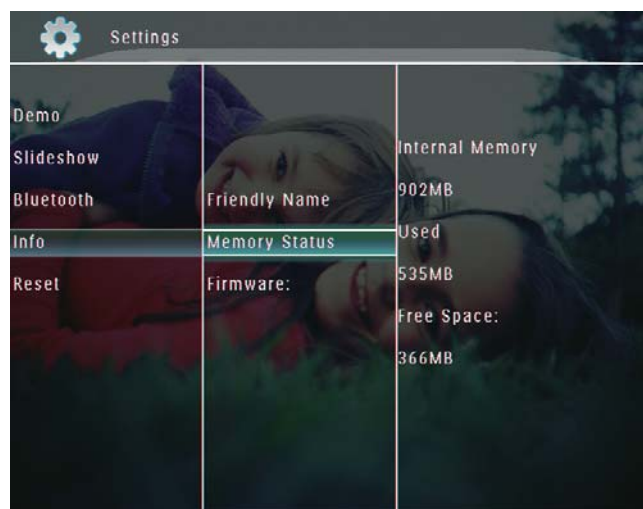 Settings
Demo
Slideshow
Bluetooth
Info
Reset
Friendly Name
Memory Status
Firmware:
Internal Memory
902MB
Used
535MB
Free Space:
366MB